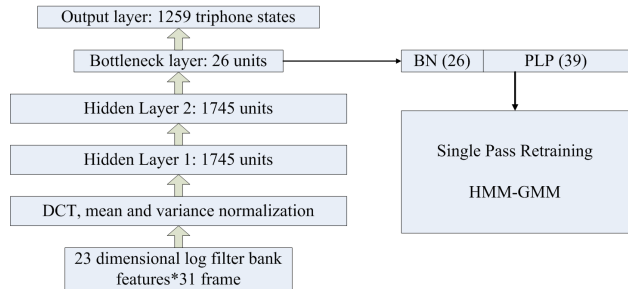 Output layer: 1259 triphone states
Bottleneck layer: 26 units
BN (26)
PLP (39)
Hidden Layer 2: 1745 units
Hidden Layer 1: 1745 units
Single Pass Retraining
HMM-GMM
DCT, mean and variance normalization
23 dimensional log filter bank
features*31 frame